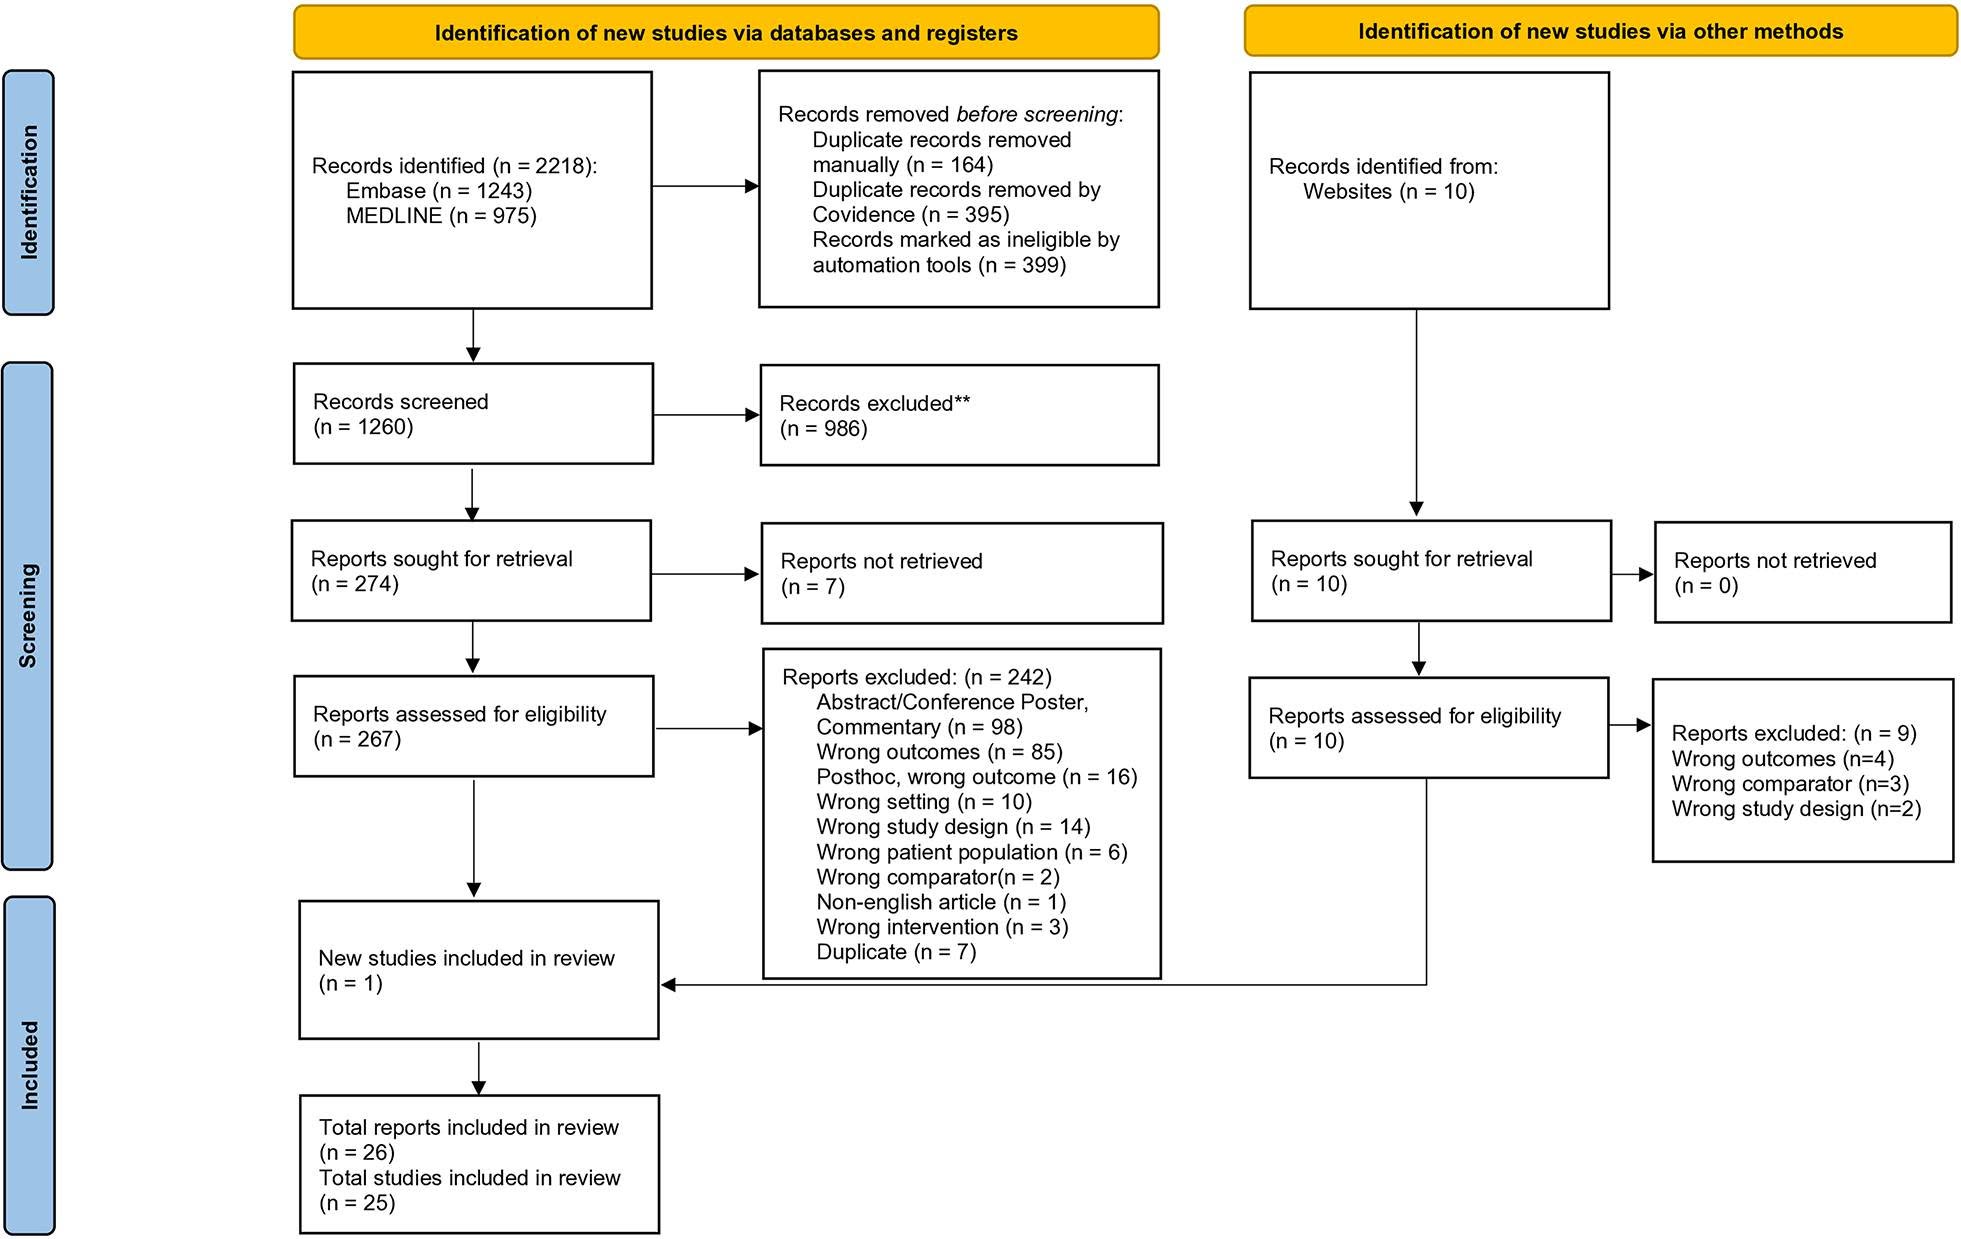 Identification of new studies via databases and registers
Identification of new studies via other methods
Identification
Records identified (n = 2218):
Embase (n = 1243)
MEDLINE (n = 975)
Records removed before screening:
Duplicate records removed
manually (n = 164)
Duplicate records removed by
Covidence (n = 395)
Records marked as ineligible by
automation tools (n = 399)
Records identified from:
Websites (n = 10)
Screening
Records screened
(n = 1260)
Records excluded**
(n = 986)
Reports sought for retrieval
(n = 274)
Reports not retrieved
(n = 7)
Reports sought for retrieval
(n = 10)
Reports not retrieved
(n = 0)
Reports assessed for eligibility
(n = 267)
Reports excluded: (n = 242)
Abstract/Conference Poster,
Commentary (n = 98)
Wrong outcomes (n = 85)
Posthoc, wrong outcome (n = 16)
Wrong setting (n = 10)
Wrong study design (n = 14)
Wrong patient population (n = 6)
Wrong comparator(n = 2)
Non-english article (n = 1)
Wrong intervention (n = 3)
Duplicate (n = 7)
Reports assessed for eligibility
(n = 10)
Reports excluded: (n = 9)
Wrong outcomes (n=4)
Wrong comparator (n=3)
Wrong study design (n=2)
Included
New studies included in review
(n = 1)
Total reports included in review
(n = 26)
Total studies included in review
(n = 25)